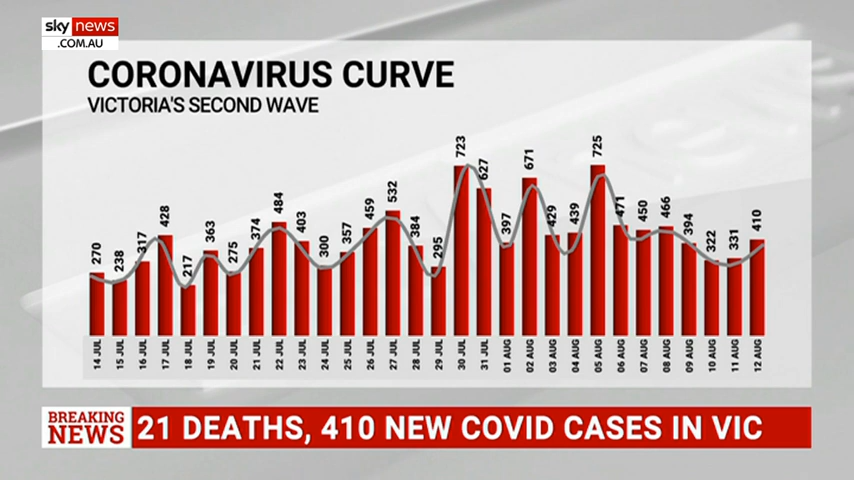 sky news
.COM.AU
CORONAVIRUS CURVE
VICTORIA'S SECOND WAVE
270 238 317 428 217 363 275 374 484 403 300 357 459 532 384 295 723 627 397 671 429 439 725 471 450 466 394 322 331 410
14 JUL 15 JUL 16 JUL 17 JUL 18 JUL 19 JUL 20 JUL 21 JUL 22 JUL 23 JUL 24 JUL 25 JUL 26 JUL 27 JUL 28 JUL 29 JUL 30 JUL 31 JUL 01 AUG 02 AUG 03 AUG 04 AUG 05 AUG 06 AUG 07 AUG 08 AUG 09 AUG 10 AUG 11 AUG 12 AUG
BREAKING
NEWS
21 DEATHS, 410 NEW COVID CASES IN VIC